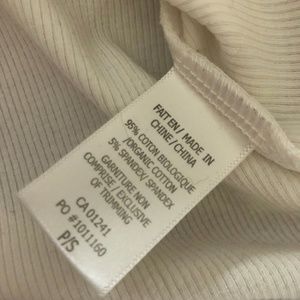 FAIT EN / MADE IN
CHINE / CHINA
95% COTON BIOLOGIQUE
/ORGANIC COTTON
5% SPANDEX/ SPANDEX
GARNITURE NON
COMPRISE / EXCLUSIVE
OF TRIMMING
CA 01241
PO #1011160
P/S